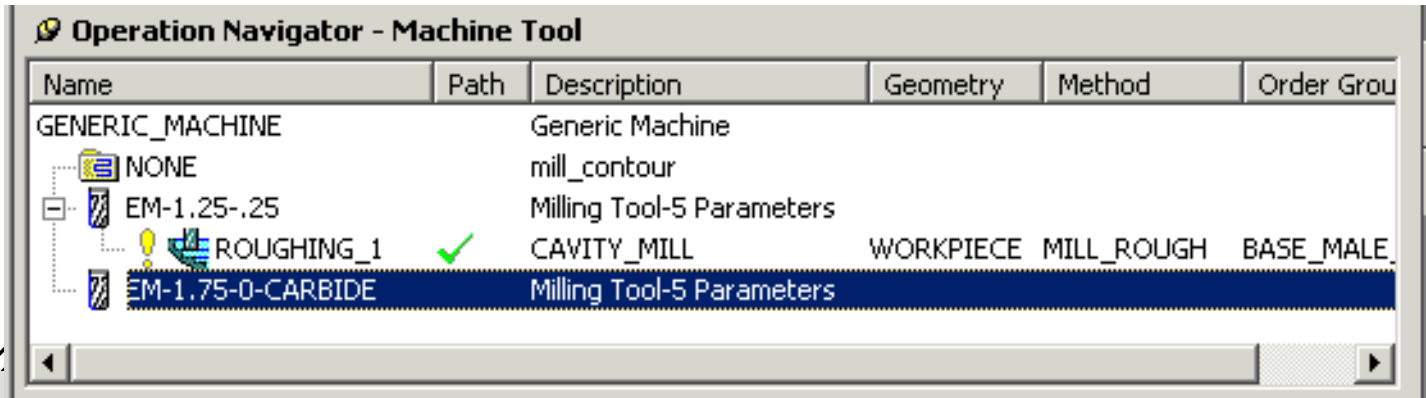 Operation Navigator - Machine Tool
Name Path Description Geometry Method Order Grou
GENERIC_MACHINE Generic Machine
NONE mill_contour
EM-1.25-.25 Milling Tool-5 Parameters
ROUGHING_1 CAVITY_MILL WORKPIECE MILL_ROUGH BASE_MALE_
EM-1.75-0-CARBIDE Milling Tool-5 Parameters